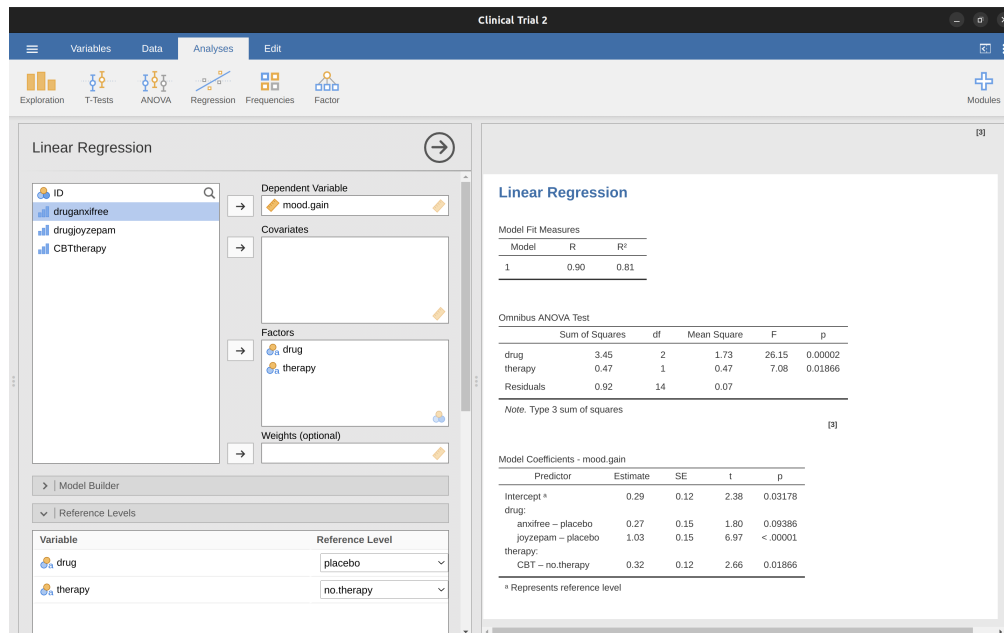 Clinical Trial 2
Variables Data Analyses Edit
Exploration T-Tests ANOVA Regression Frequencies Factor Modules
Linear Regression
ID
druganxifree
drugjoyzepam
CBTtherapy
Dependent Variable
mood.gain
Covariates
Factors
a drug
a therapy
Weights (optional)
> | Model Builder
| Reference Levels
Variable Reference Level
a drug placebo
a therapy no.therapy
[3]
Linear Regression
Model Fit Measures
Model R R²
1 0.90 0.81
Omnibus ANOVA Test
Sum of Squares df Mean Square F p
drug 3.45 2 1.73 26.15 0.00002
therapy 0.47 1 0.47 7.08 0.01866
Residuals 0.92 14 0.07
Note. Type 3 sum of squares
[3]
Model Coefficients - mood.gain
Predictor Estimate SE t p
Intercept ᵃ 0.29 0.12 2.38 0.03178
drug:
anxifree – placebo 0.27 0.15 1.80 0.09386
joyzepam – placebo 1.03 0.15 6.97 < .00001
therapy:
CBT – no.therapy 0.32 0.12 2.66 0.01866
ᵃ Represents reference level